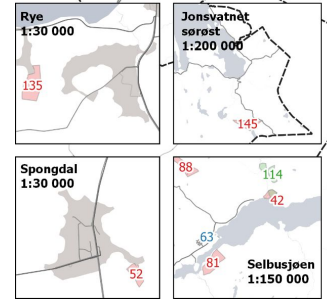 Rye
1:30 000
135
Jonsvatnet
sørøst
1:200 000
145
Spongdal
1:30 000
52
88
114
42
63
81
Selbusjøen
1:150 000